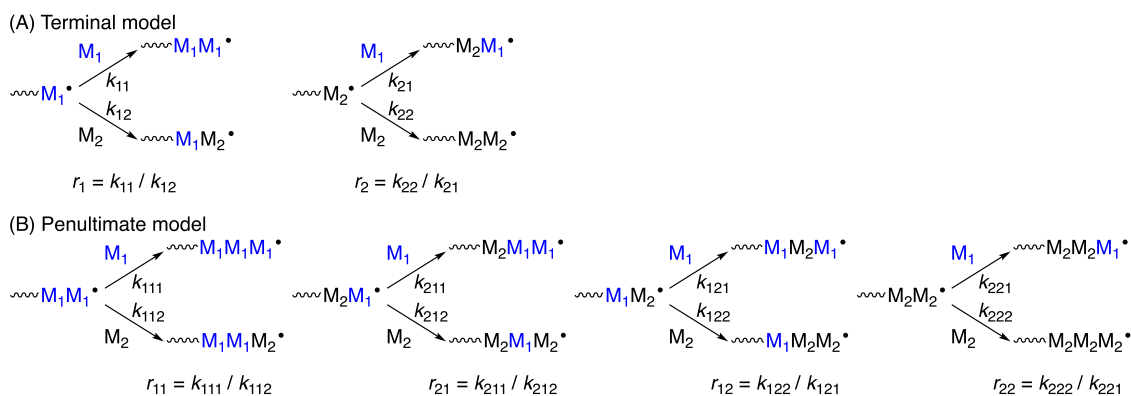 (A) Terminal model
M₁ ~~~M₁M₁• M₁ ~~~M₂M₁•
~~~M₁• k₁₁ ~~~M₂• k₂₁
k₁₂ k₂₂
M₂ ~~~M₁M₂• M₂ ~~~M₂M₂•
r₁ = k₁₁ / k₁₂ r₂ = k₂₂ / k₂₁
(B) Penultimate model
M₁ ~~~M₁M₁M₁• M₁ ~~~M₂M₁M₁• M₁ ~~~M₁M₂M₁• M₁ ~~~M₂M₂M₁•
~~~M₁M₁• k₁₁₁ ~~~M₂M₁• k₂₁₁ ~~~M₁M₂• k₁₂₁ ~~~M₂M₂• k₂₂₁
k₁₁₂ k₂₁₂ k₁₂₂ k₂₂₂
M₂ ~~~M₁M₁M₂• M₂ ~~~M₂M₁M₂• M₂ ~~~M₁M₂M₂• M₂ ~~~M₂M₂M₂•
r₁₁ = k₁₁₁ / k₁₁₂ r₂₁ = k₂₁₁ / k₂₁₂ r₁₂ = k₁₂₂ / k₁₂₁ r₂₂ = k₂₂₂ / k₂₂₁